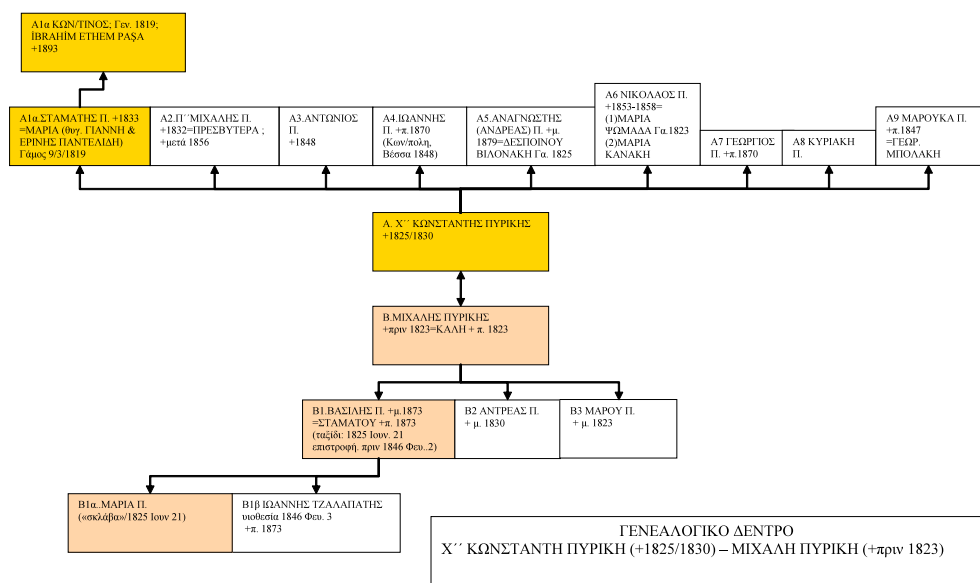 Α1α ΚΩΝ/ΤΙΝΟΣ; Γεν. 1819;
İBRAHİM ETHEM PAŞA
+1893
Α1α.ΣΤΑΜΑΤΗΣ Π. +1833
=ΜΑΡΙΑ (θυγ. ΓΙΑΝΝΗ &
ΕΡΙΝΗΣ ΠΑΝΤΕΛΙΔΗ)
Γάμος 9/3/1819
Α2.Π΄΄ΜΙΧΑΛΗΣ Π.
+1832=ΠΡΕΣΒΥΤΕΡΑ ;
+μετά 1856
Α3.ΑΝΤΩΝΙΟΣ
Π.
+1848
Α4.ΙΩΑΝΝΗΣ
Π. +π.1870
(Κων/πολη,
Βέσσα 1848)
Α5.ΑΝΑΓΝΩΣΤΗΣ
(ΑΝΔΡΕΑΣ) Π. +μ.
1879=ΔΕΣΠΟΙΝΟΥ
ΒΙΛΟΝΑΚΗ Γα. 1825
Α6 ΝΙΚΟΛΑΟΣ Π.
+1853-1858=
(1)ΜΑΡΙΑ
ΨΩΜΑΔΑ Γα.1823
(2)ΜΑΡΙΑ
ΚΑΝΑΚΗ
Α7 ΓΕΩΡΓΙΟΣ
Π. +π.1870
Α8 ΚΥΡΙΑΚΗ
Π.
Α9 ΜΑΡΟΥΚΑ Π.
+π.1847
=ΓΕΩΡ.
ΜΠΟΛΑΚΗ
Α. Χ΄΄ ΚΩΝΣΤΑΝΤΗΣ ΠΥΡΙΚΗΣ
+1825/1830
Β.ΜΙΧΑΛΗΣ ΠΥΡΙΚΗΣ
+πριν 1823=ΚΑΛΗ + π. 1823
Β1.ΒΑΣΙΛΗΣ Π. +μ.1873
=ΣΤΑΜΑΤΟΥ +π. 1873
(ταξίδι: 1825 Ιουν. 21
επιστροφή. πριν 1846 Φευ..2)
Β2 ΑΝΤΡΕΑΣ Π.
+ μ. 1830
Β3 ΜΑΡΟΥ Π.
+ μ. 1823
Β1α..ΜΑΡΙΑ Π.
(«σκλάβα»/1825 Ιουν 21)
Β1β ΙΩΑΝΝΗΣ ΤΖΑΛΑΠΑΤΗΣ
υιοθεσία 1846 Φευ. 3
+π. 1873
ΓΕΝΕΑΛΟΓΙΚΟ ΔΕΝΤΡΟ
Χ΄΄ ΚΩΝΣΤΑΝΤΗ ΠΥΡΙΚΗ (+1825/1830) – ΜΙΧΑΛΗ ΠΥΡΙΚΗ (+πριν 1823)